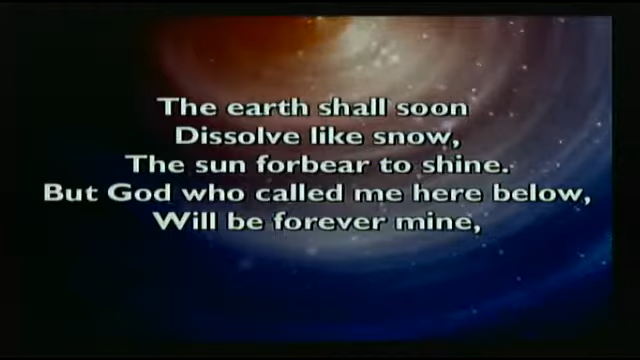 The earth shall soon
Dissolve like snow,
The sun forbear to shine.
But God who called me here below,
Will be forever mine,